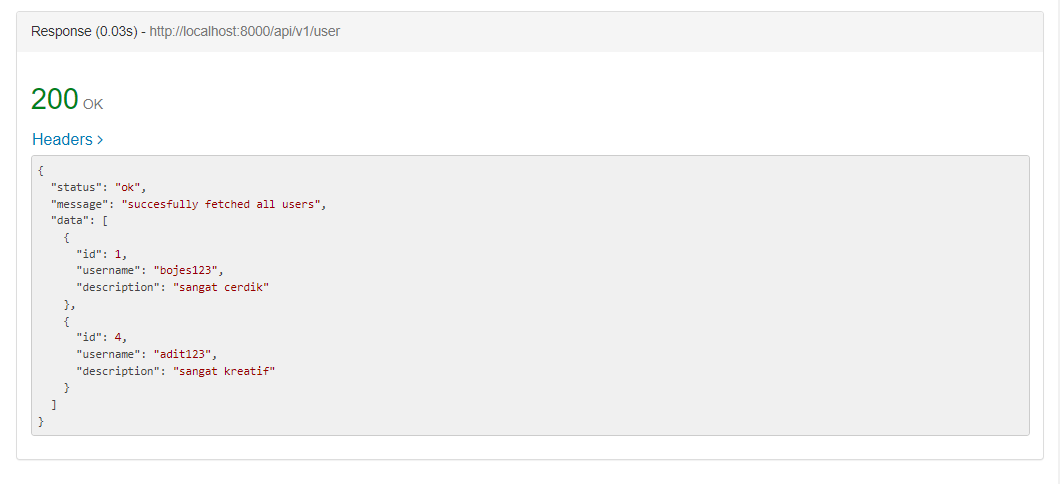 Response (0.03s) - http://localhost:8000/api/v1/user
200 OK
Headers >
{
  "status": "ok",
  "message": "succesfully fetched all users",
  "data": [
    {
      "id": 1,
      "username": "bojes123",
      "description": "sangat cerdik"
    },
    {
      "id": 4,
      "username": "adit123",
      "description": "sangat kreatif"
    }
  ]
}